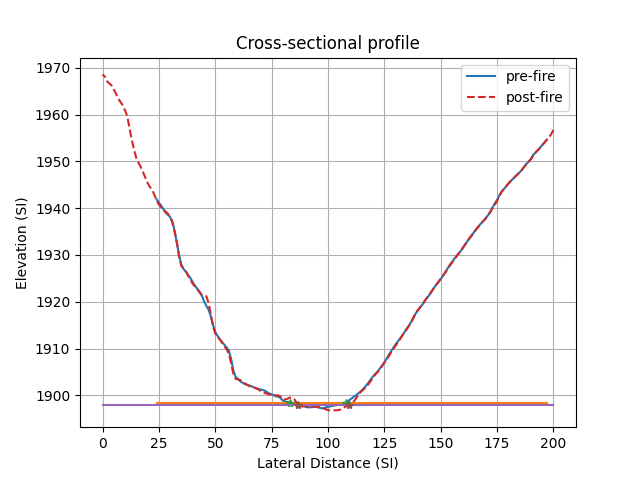 Cross-sectional profile
pre-fire
post-fire
1970
1960
1950
1940
1930
1920
1910
1900
Elevation (SI)
0 25 50 75 100 125 150 175 200
Lateral Distance (SI)